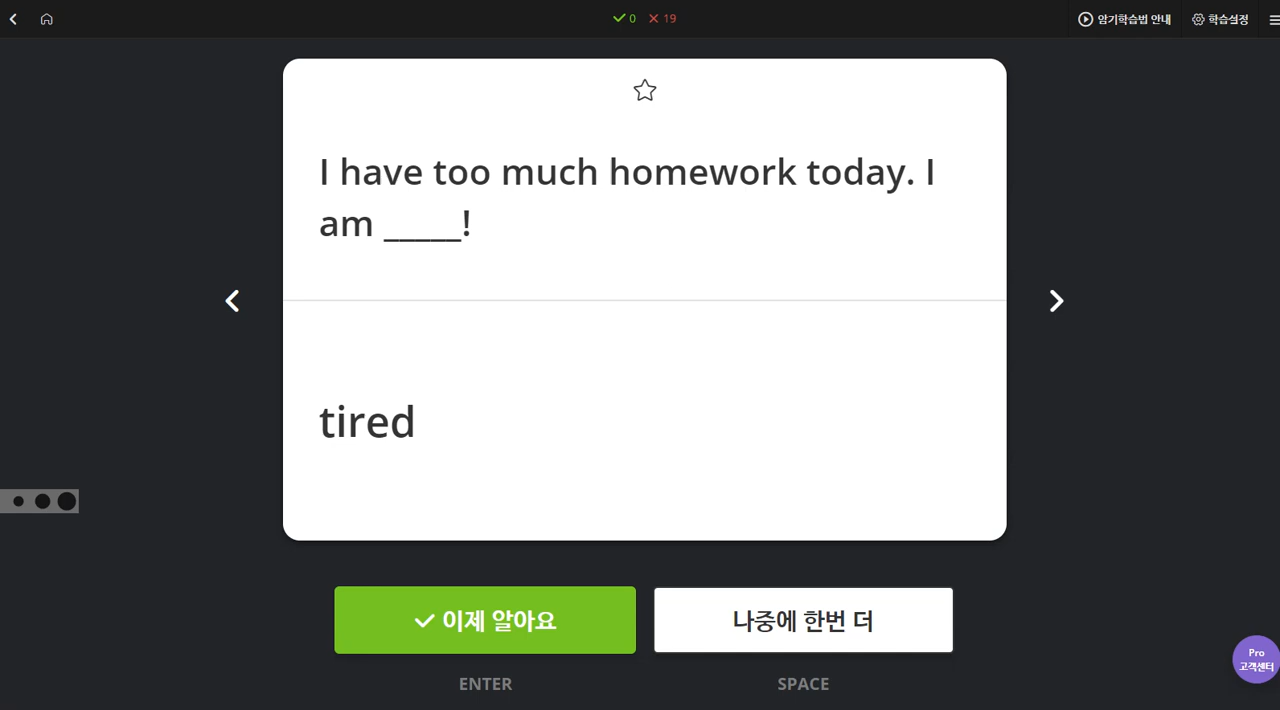 0 19
암기학습법 안내
학습설정
I have too much homework today. I
am _____!
tired
이제 알아요
나중에 한번 더
ENTER
SPACE
Pro
고객센터